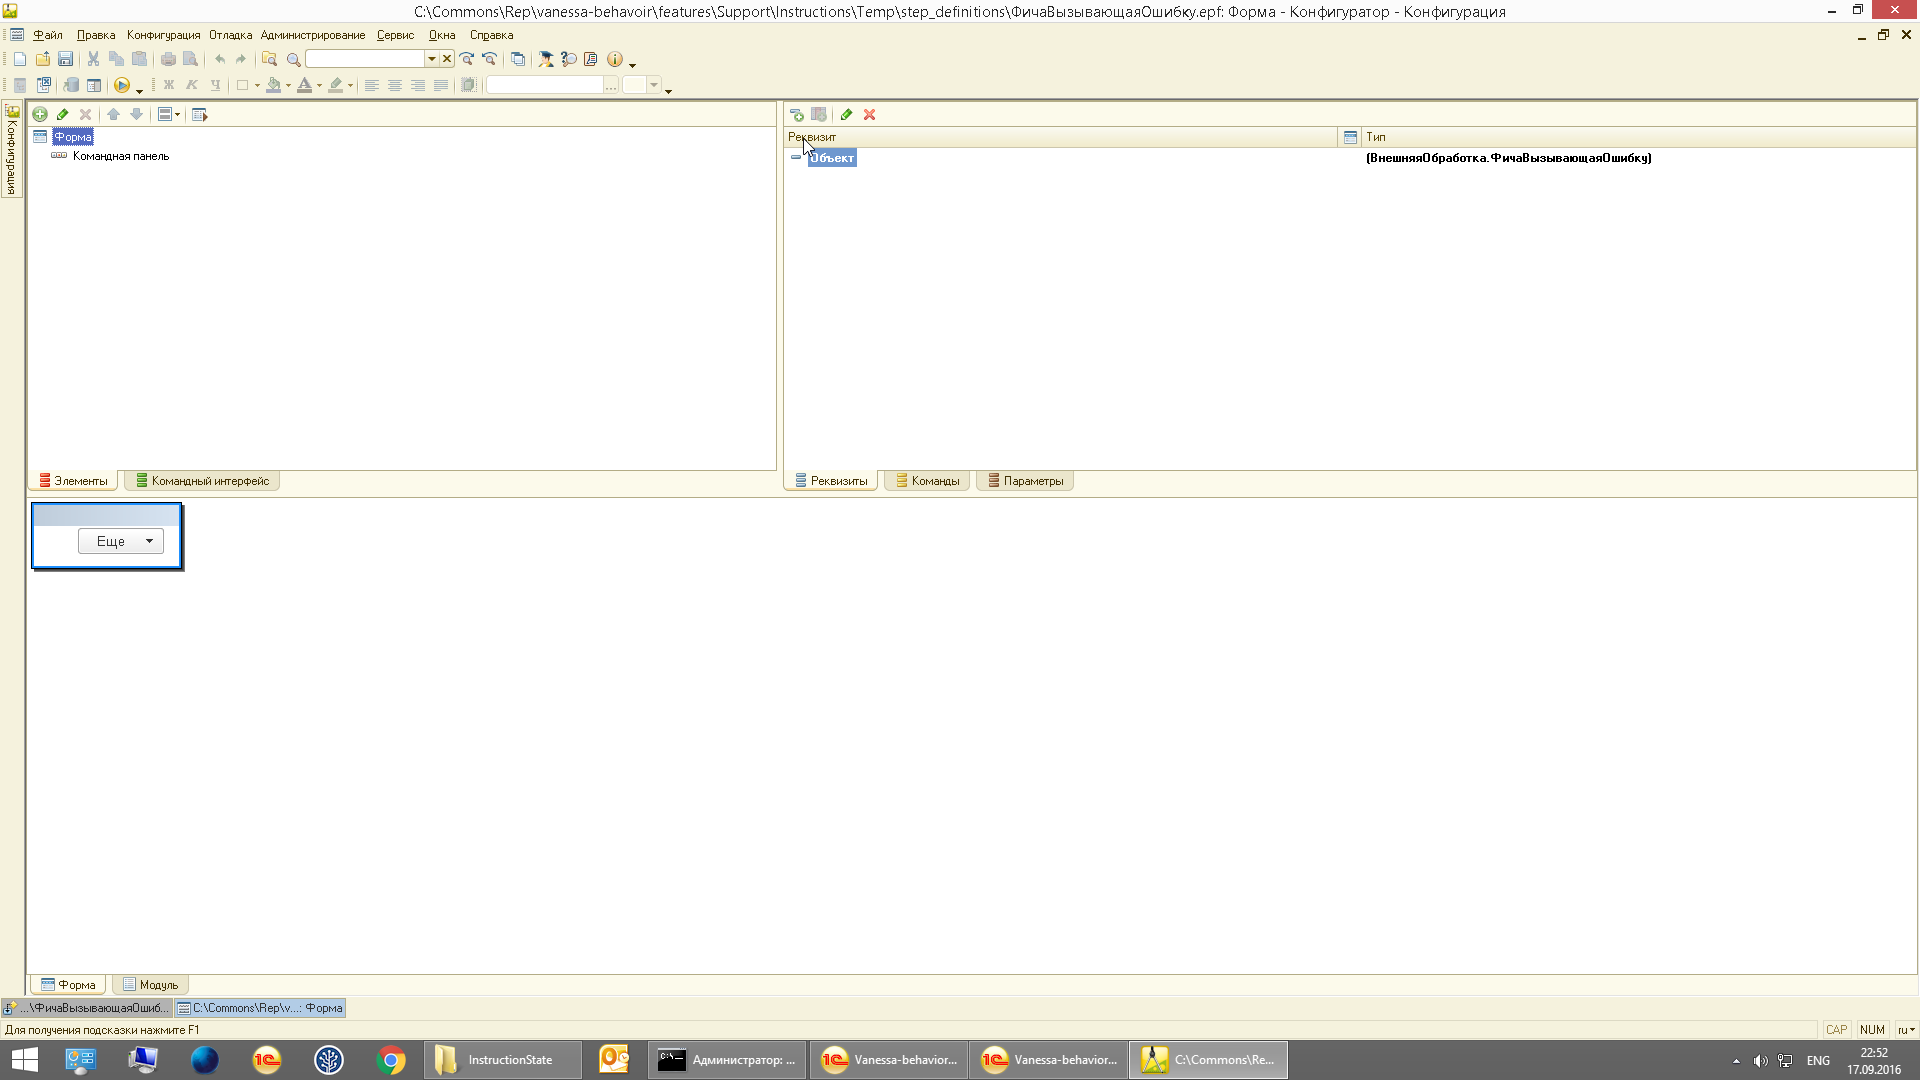 C:\Commons\Rep\vanessa-behavoir\features\Support\Instructions\Temp\step_definitions\ФичаВызывающаяОшибку.epf: Форма - Конфигуратор - Конфигурация
Файл Правка Конфигурация Отладка Администрирование Сервис Окна Справка
Ж К Ч
Конфигурация
Форма
Командная панель
Реквизит Тип
Объект (ВнешняяОбработка.ФичаВызывающаяОшибку)
Элементы Командный интерфейс
Реквизиты Команды Параметры
Еще
Форма Модуль
...\ФичаВызывающаяОшиб... C:\Commons\Rep\v...: Форма
Для получения подсказки нажмите F1
CAP NUM ru
InstructionState
Администратор: ...
Vanessa-behavior...
Vanessa-behavior...
C:\Commons\Re...
ENG
22:52
17.09.2016